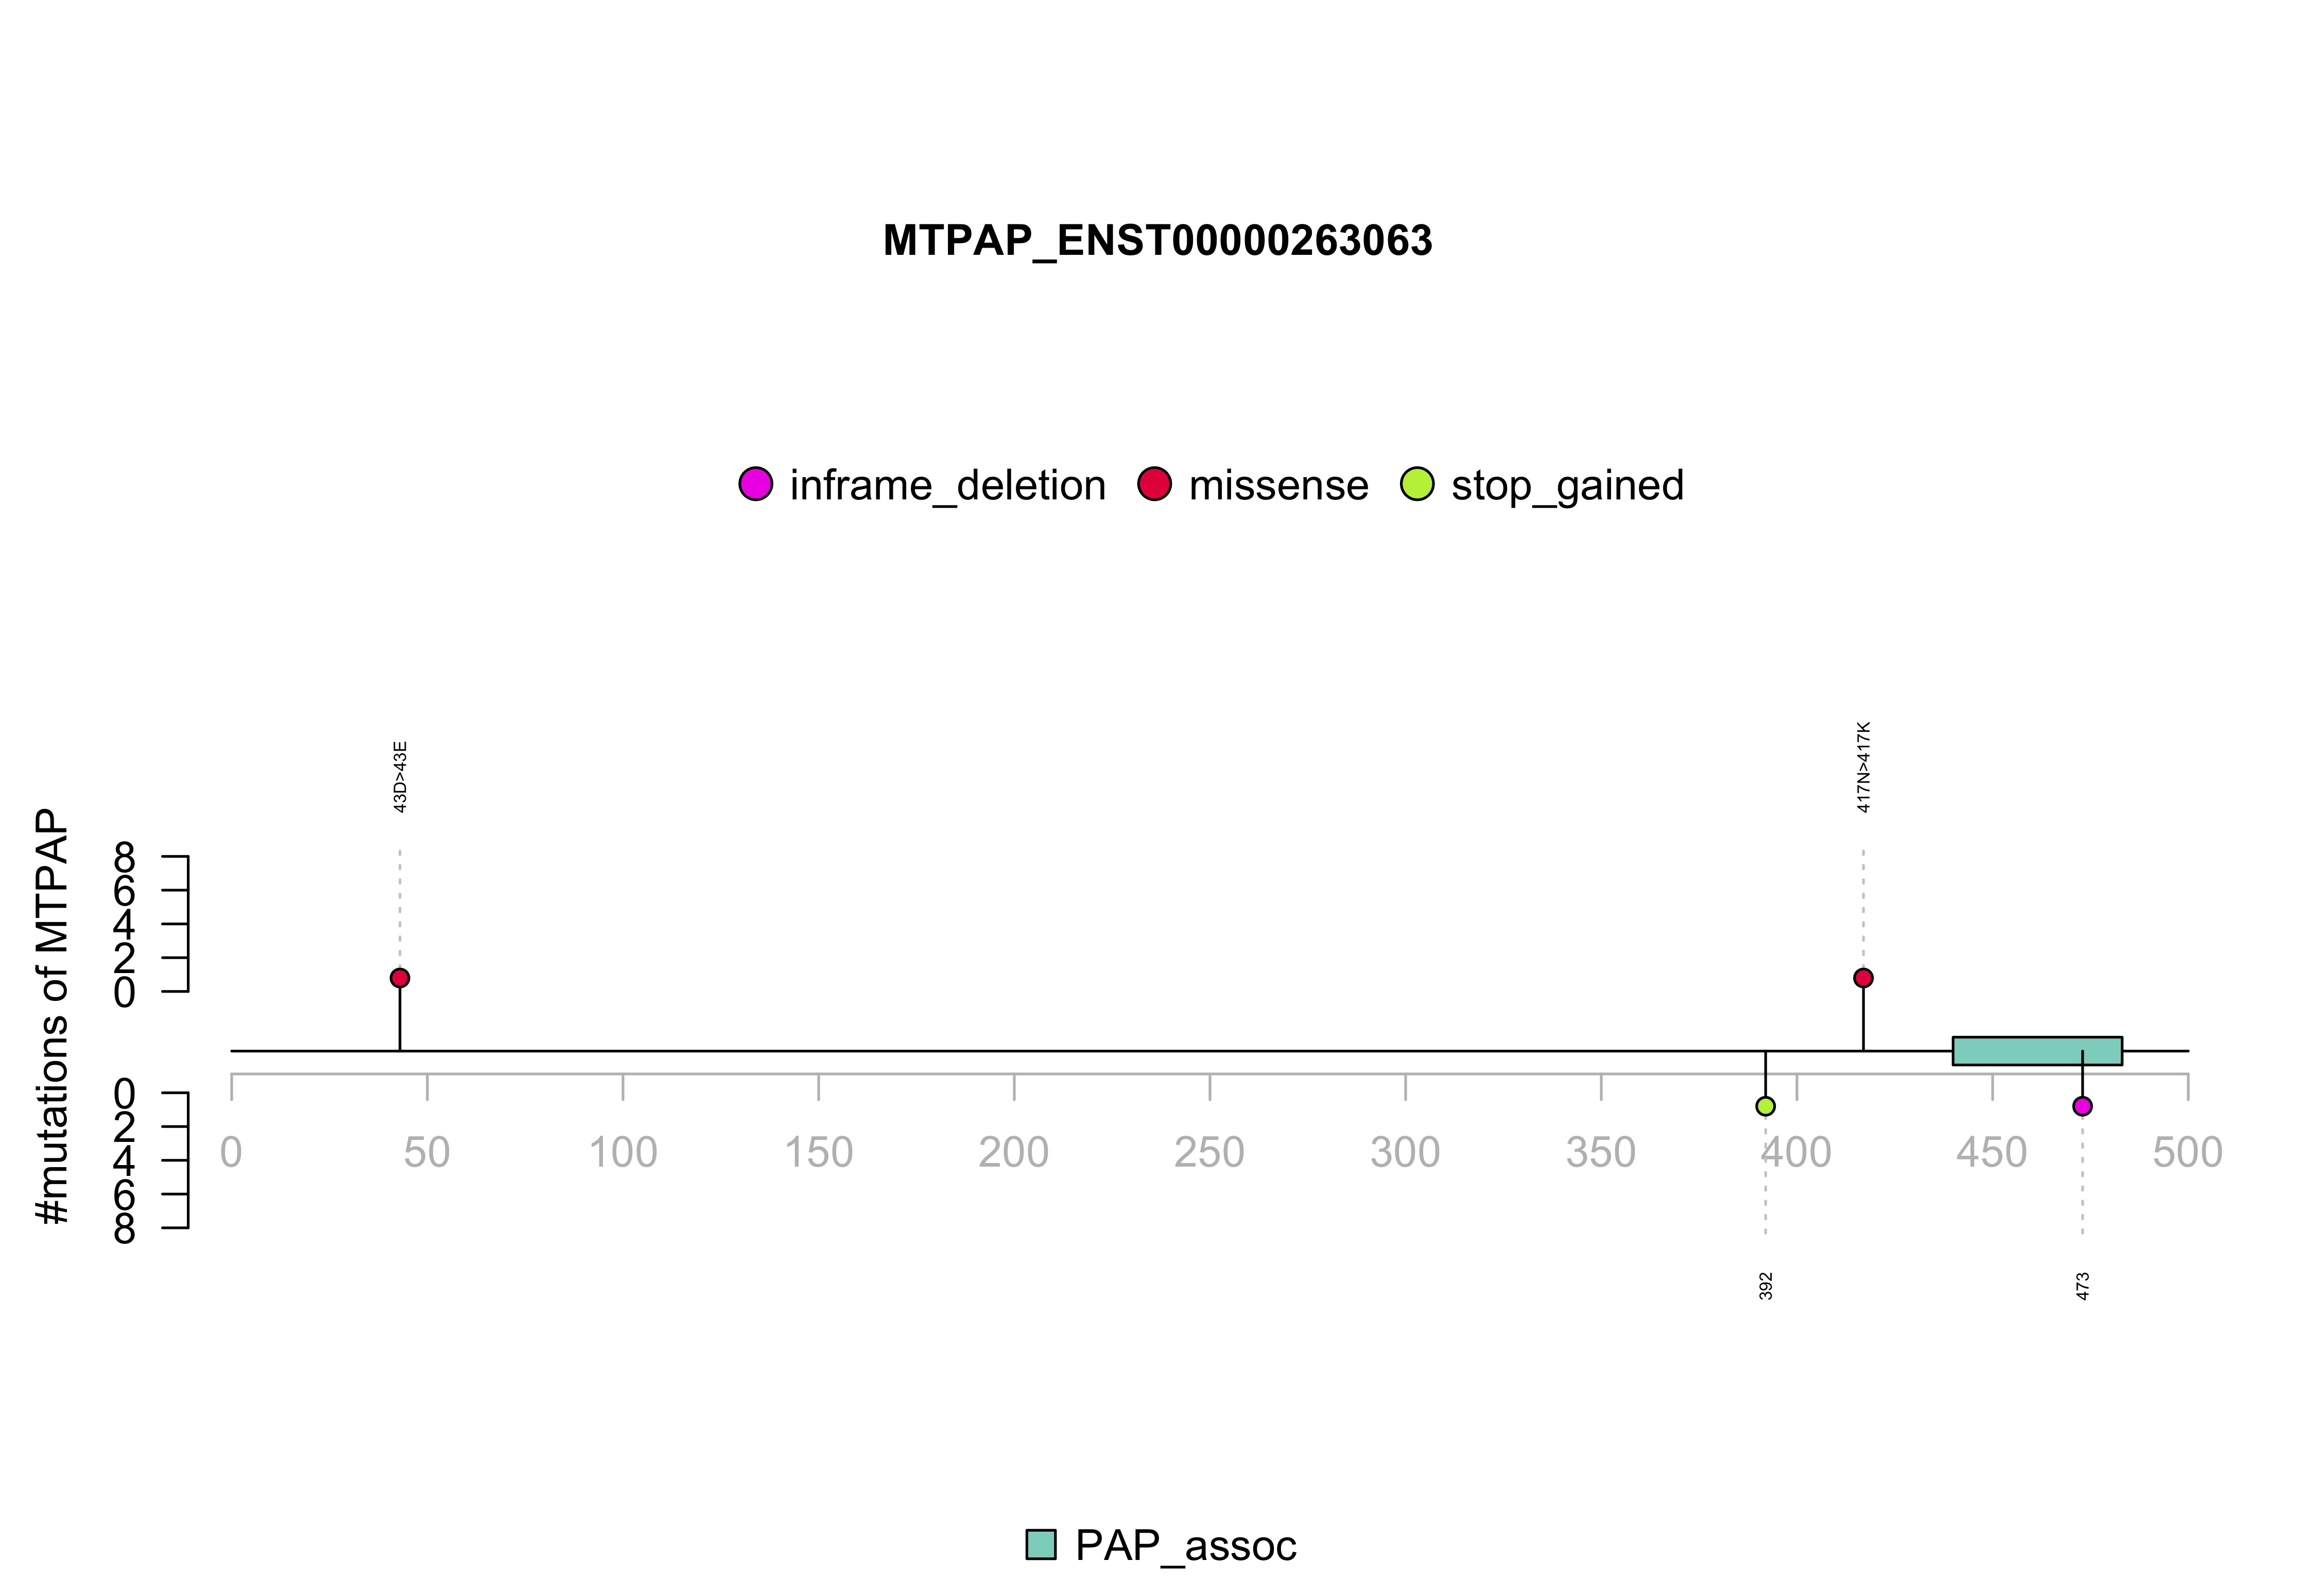 MTPAP_ENST00000263063
inframe_deletion missense stop_gained
43D>43E
417N>417K
#mutations of MTPAP
8
6
4
2
0
0
2
4
6
8
0 50 100 150 200 250 300 350 400 450 500
392
473
PAP_assoc